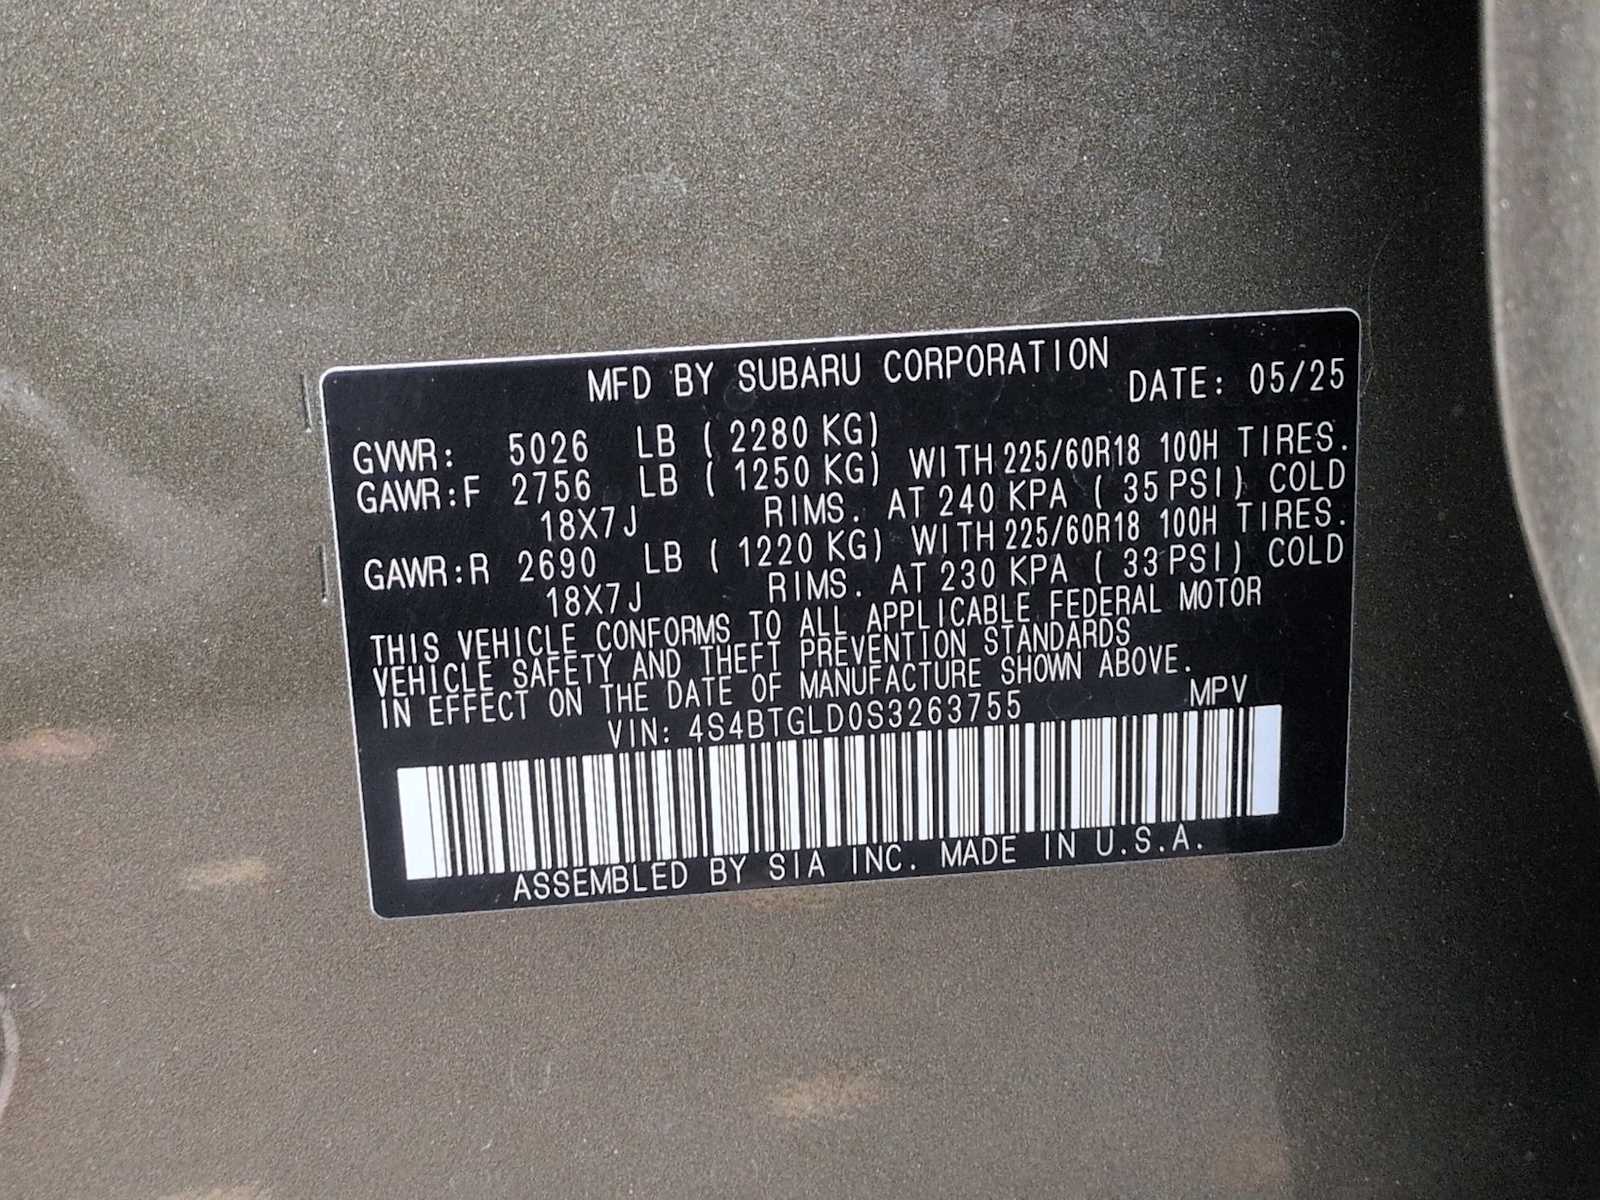 MFD BY SUBARU CORPORATION DATE: 05/25
GVWR: 5026 LB ( 2280 KG)
GAWR:F 2756 LB ( 1250 KG) WITH 225/60R18 100H TIRES.
18X7J RIMS. AT 240 KPA ( 35 PSI) COLD
GAWR:R 2690 LB ( 1220 KG) WITH 225/60R18 100H TIRES.
18X7J RIMS. AT 230 KPA ( 33 PSI) COLD
THIS VEHICLE CONFORMS TO ALL APPLICABLE FEDERAL MOTOR
VEHICLE SAFETY AND THEFT PREVENTION STANDARDS
IN EFFECT ON THE DATE OF MANUFACTURE SHOWN ABOVE.
VIN: 4S4BTGLD0S3263755 MPV
ASSEMBLED BY SIA INC. MADE IN U.S.A.